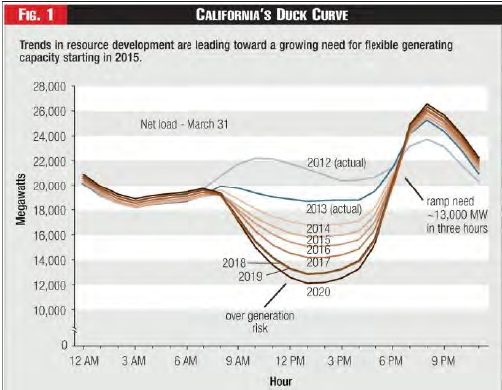 FIG. 1
CALIFORNIA'S DUCK CURVE
Trends in resource development are leading toward a growing need for flexible generating
capacity starting in 2015.
28,000
26,000
24,000
22,000
20,000
18,000
16,000
14,000
12,000
10,000
0
Megawatts
Net load - March 31
2012 (actual)
2013 (actual)
2014
2015
2016
2017
2018
2019
2020
ramp need
~13,000 MW
in three hours
over generation
risk
12 AM 3 AM 6 AM 9 AM 12 PM 3 PM 6 PM 9 PM
Hour